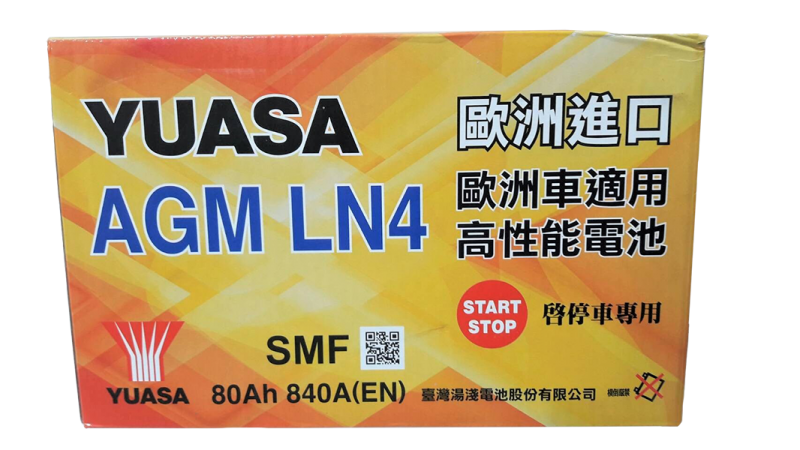 YUASA
歐洲進口
AGM LN4
歐洲車適用
高性能電池
START
STOP
啓停車專用
SMF
YUASA
80Ah 840A(EN)
臺灣湯淺電池股份有限公司